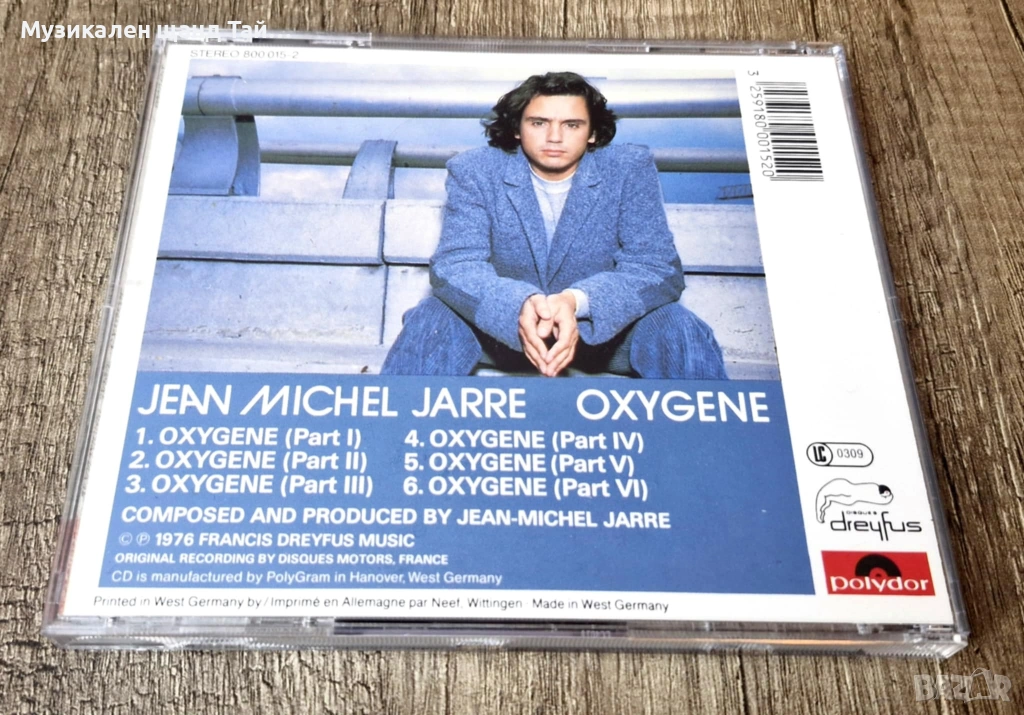 Музикален щанд Тай
STEREO 800 015-2
3 259180 001520
JEAN MICHEL JARRE OXYGENE
1. OXYGENE (Part I)
2. OXYGENE (Part II)
3. OXYGENE (Part III)
4. OXYGENE (Part IV)
5. OXYGENE (Part V)
6. OXYGENE (Part VI)
COMPOSED AND PRODUCED BY JEAN-MICHEL JARRE
© ℗ 1976 FRANCIS DREYFUS MUSIC
ORIGINAL RECORDING BY DISQUES MOTORS, FRANCE
CD is manufactured by PolyGram in Hanover, West Germany
Printed in West Germany by / Imprimé en Allemagne par Neef. Wittingen · Made in West Germany
LC 0309
DISQUES
dreyfus
polydor
BAZAR